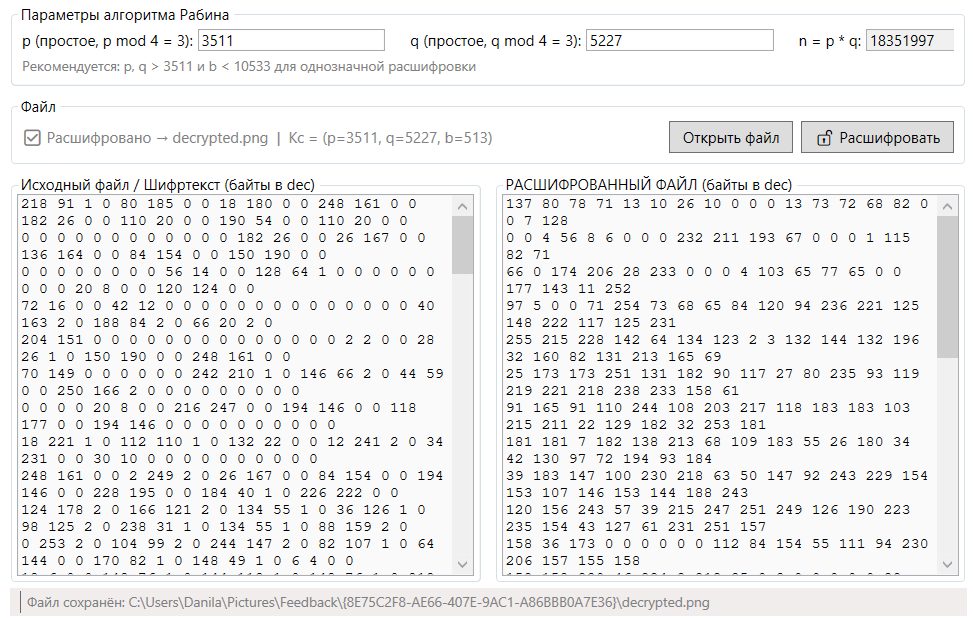 Параметры алгоритма Рабина
p (простое, p mod 4 = 3): 3511 q (простое, q mod 4 = 3): 5227 n = p * q: 18351997
Рекомендуется: p, q > 3511 и b < 10533 для однозначной расшифровки
Файл
Расшифровано → decrypted.png | Kc = (p=3511, q=5227, b=513) Открыть файл Расшифровать
Исходный файл / Шифртекст (байты в dec)
218 91 1 0 80 185 0 0 18 180 0 0 248 161 0 0
182 26 0 0 110 20 0 0 190 54 0 0 110 20 0 0
0 0 0 0 0 0 0 0 0 0 0 0 182 26 0 0 26 167 0 0
136 164 0 0 84 154 0 0 150 190 0 0
0 0 0 0 0 0 0 0 56 14 0 0 128 64 1 0 0 0 0 0 0
0 0 0 20 8 0 0 120 124 0 0
72 16 0 0 42 12 0 0 0 0 0 0 0 0 0 0 0 0 0 0 40
163 2 0 188 84 2 0 66 20 2 0
204 151 0 0 0 0 0 0 0 0 0 0 0 0 0 2 2 0 0 28
26 1 0 150 190 0 0 248 161 0 0
70 149 0 0 0 0 0 0 242 210 1 0 146 66 2 0 44 59
0 0 250 166 2 0 0 0 0 0 0 0 0 0
0 0 0 0 20 8 0 0 216 247 0 0 194 146 0 0 118
177 0 0 194 146 0 0 0 0 0 0 0 0 0 0
18 221 1 0 112 110 1 0 132 22 0 0 12 241 2 0 34
231 0 0 30 10 0 0 0 0 0 0 0 0 0 0
248 161 0 0 2 249 2 0 26 167 0 0 84 154 0 0 194
146 0 0 228 195 0 0 184 40 1 0 226 222 0 0
124 178 2 0 166 121 2 0 134 55 1 0 36 126 1 0
98 125 2 0 238 31 1 0 134 55 1 0 88 159 2 0
0 253 2 0 104 99 2 0 244 147 2 0 82 107 1 0 64
144 0 0 170 82 1 0 148 49 1 0 6 4 0 0
РАСШИФРОВАННЫЙ ФАЙЛ (байты в dec)
137 80 78 71 13 10 26 10 0 0 0 13 73 72 68 82 0
0 7 128
0 0 4 56 8 6 0 0 0 232 211 193 67 0 0 0 1 115
82 71
66 0 174 206 28 233 0 0 0 4 103 65 77 65 0 0
177 143 11 252
97 5 0 0 71 254 73 68 65 84 120 94 236 221 125
148 222 117 125 231
255 215 228 142 64 134 123 2 3 132 144 132 196
32 160 82 131 213 165 69
25 173 173 251 131 182 90 117 27 80 235 93 119
219 221 218 238 233 158 61
91 165 91 110 244 108 203 217 118 183 183 103
215 211 22 129 182 32 253 181
181 181 7 182 138 213 68 109 183 55 26 180 34
42 130 97 72 194 93 184
39 183 147 100 230 218 63 50 147 92 243 229 154
153 107 146 153 144 188 243
120 156 243 57 39 215 247 251 249 126 190 223
235 154 43 127 61 231 251 157
158 36 173 0 0 0 0 0 0 112 84 154 55 111 94 230
206 157 155 158
Файл сохранён: C:\Users\Danila\Pictures\Feedback\{8E75C2F8-AE66-407E-9AC1-A86BBB0A7E36}\decrypted.png